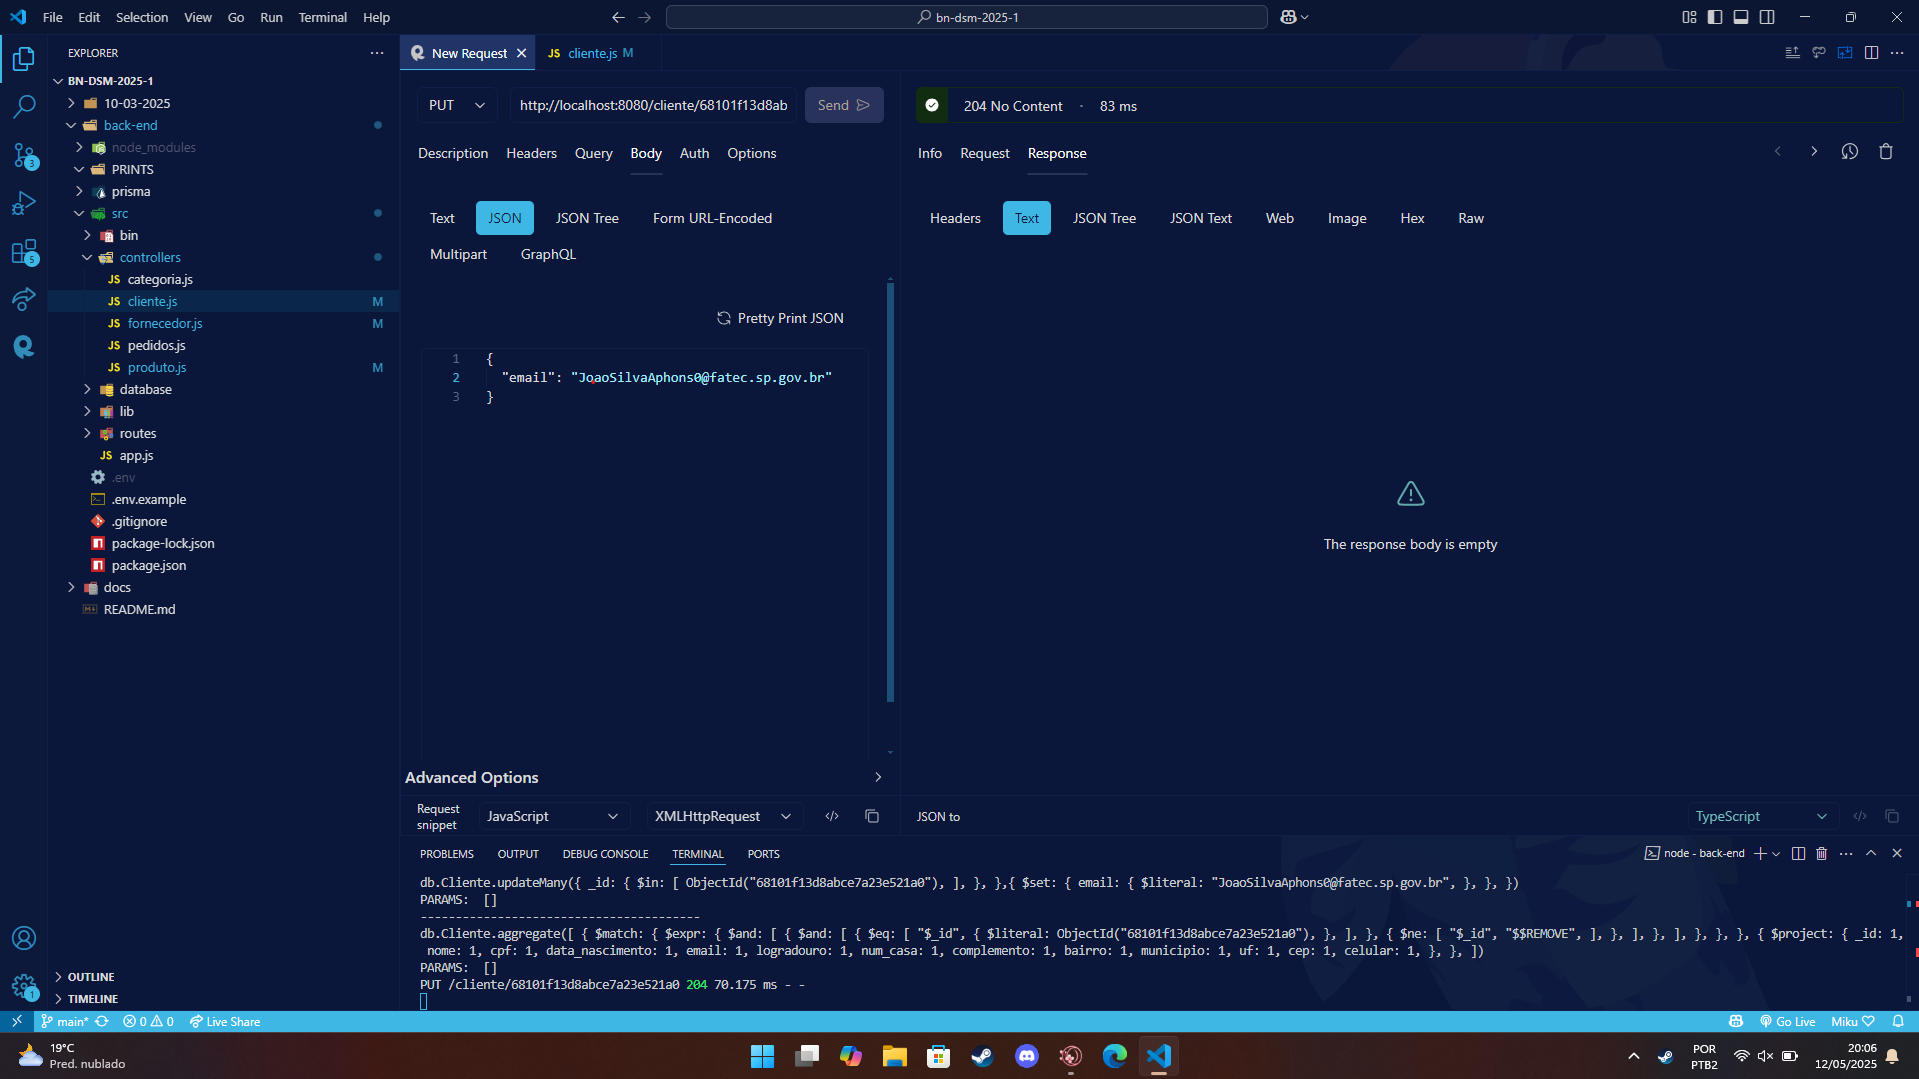 File Edit Selection View Go Run Terminal Help
bn-dsm-2025-1
EXPLORER
New Request
JS cliente.js M
BN-DSM-2025-1
10-03-2025
back-end
node_modules
PRINTS
prisma
src
bin
controllers
JS categoria.js
JS cliente.js M
JS fornecedor.js M
JS pedidos.js
JS produto.js M
database
lib
routes
JS app.js
.env
.env.example
.gitignore
package-lock.json
package.json
docs
README.md
OUTLINE
TIMELINE
3
5
1
PUT
http://localhost:8080/cliente/68101f13d8ab
Send
Description Headers Query Body Auth Options
Text JSON JSON Tree Form URL-Encoded
Multipart GraphQL
Pretty Print JSON
1 {
2 "email": "JoaoSilvaAphons0@fatec.sp.gov.br"
3 }
Advanced Options
Request snippet
JavaScript
XMLHttpRequest
204 No Content · 83 ms
Info Request Response
Headers Text JSON Tree JSON Text Web Image Hex Raw
The response body is empty
JSON to
TypeScript
PROBLEMS OUTPUT DEBUG CONSOLE TERMINAL PORTS
node - back-end
db.Cliente.updateMany({ _id: { $in: [ ObjectId("68101f13d8abce7a23e521a0"), ], }, },{ $set: { email: { $literal: "JoaoSilvaAphons0@fatec.sp.gov.br", }, }, })
PARAMS: []
----------------------------------------
db.Cliente.aggregate([ { $match: { $expr: { $and: [ { $and: [ { $eq: [ "$_id", { $literal: ObjectId("68101f13d8abce7a23e521a0"), }, ], }, { $ne: [ "$_id", "$$REMOVE", ], }, ], }, ], }, }, }, { $project: { _id: 1,
nome: 1, cpf: 1, data_nascimento: 1, email: 1, logradouro: 1, num_casa: 1, complemento: 1, bairro: 1, municipio: 1, uf: 1, cep: 1, celular: 1, }, }, ])
PARAMS: []
PUT /cliente/68101f13d8abce7a23e521a0 204 70.175 ms - -
main* 0 0 Live Share
Go Live
Miku
19°C
Pred. nublado
POR
PTB2
20:06
12/05/2025